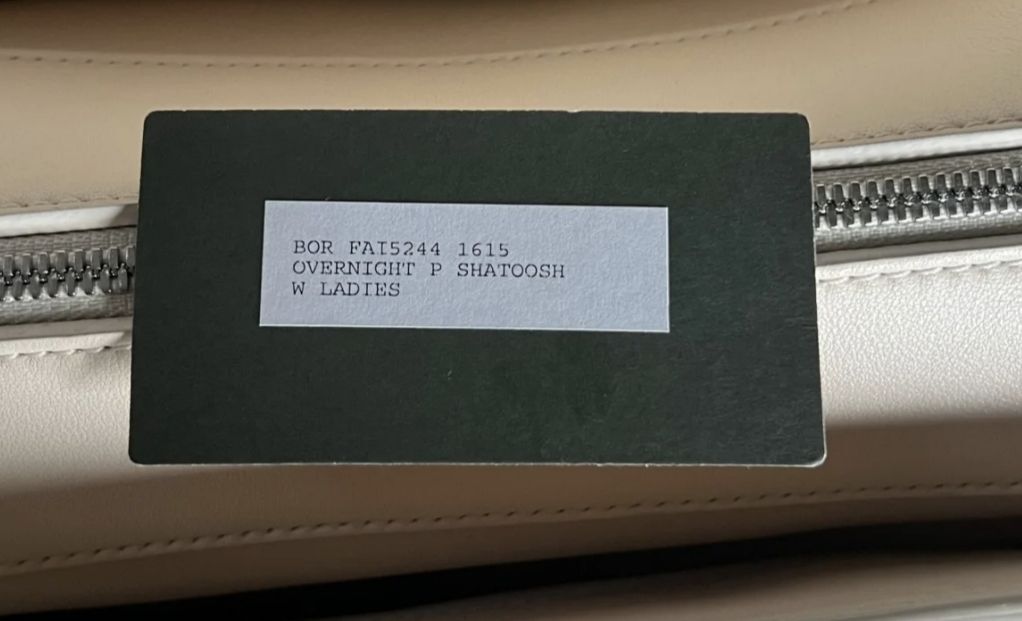 BOR FAI5244 1615
OVERNIGHT P SHATOOSH
W LADIES